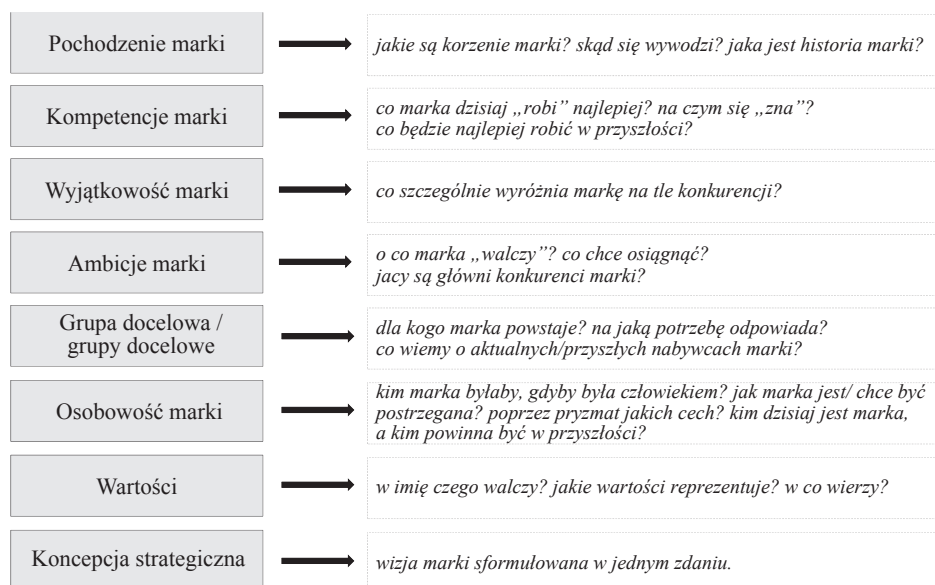 Pochodzenie marki
jakie są korzenie marki? skąd się wywodzi? jaka jest historia marki?
Kompetencje marki
co marka dzisiaj „robi” najlepiej? na czym się „zna”?
co będzie najlepiej robić w przyszłości?
Wyjątkowość marki
co szczególnie wyróżnia markę na tle konkurencji?
Ambicje marki
o co marka „walczy”? co chce osiągnąć?
jacy są główni konkurenci marki?
Grupa docelowa /
grupy docelowe
dla kogo marka powstaje? na jaką potrzebę odpowiada?
co wiemy o aktualnych/przyszłych nabywcach marki?
Osobowość marki
kim marka byłaby, gdyby była człowiekiem? jak marka jest/ chce być
postrzegana? poprzez pryzmat jakich cech? kim dzisiaj jest marka,
a kim powinna być w przyszłości?
Wartości
w imię czego walczy? jakie wartości reprezentuje? w co wierzy?
Koncepcja strategiczna
wizja marki sformułowana w jednym zdaniu.